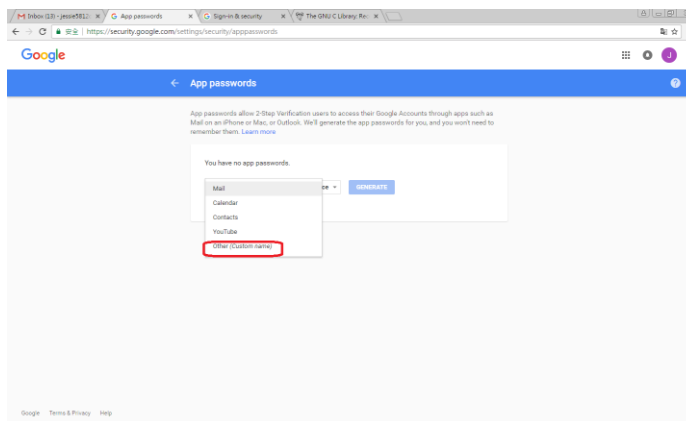 Inbox (13) - jessie5812
App passwords
Sign-in & security
The GNU C Library: Re
https://security.google.com/settings/security/apppasswords
Google
J
App passwords
App passwords allow 2-Step Verification users to access their Google Accounts through apps such as
Mail on an iPhone or Mac, or Outlook. We'll generate the app passwords for you, and you won't need to
remember them. Learn more
You have no app passwords.
Mail
GENERATE
Calendar
Contacts
YouTube
Other (Custom name)
Google Terms & Privacy Help